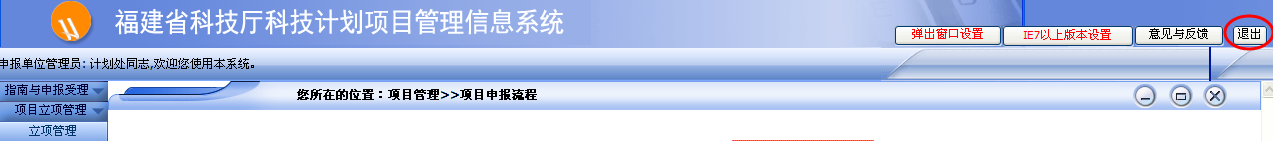 福建省科技厅科技计划项目管理信息系统
弹出窗口设置 IE7以上版本设置 意见与反馈 退出
申报单位管理员: 计划处同志,欢迎您使用本系统。
指南与申报受理
您所在的位置：项目管理>>项目申报流程
项目立项管理
立项管理